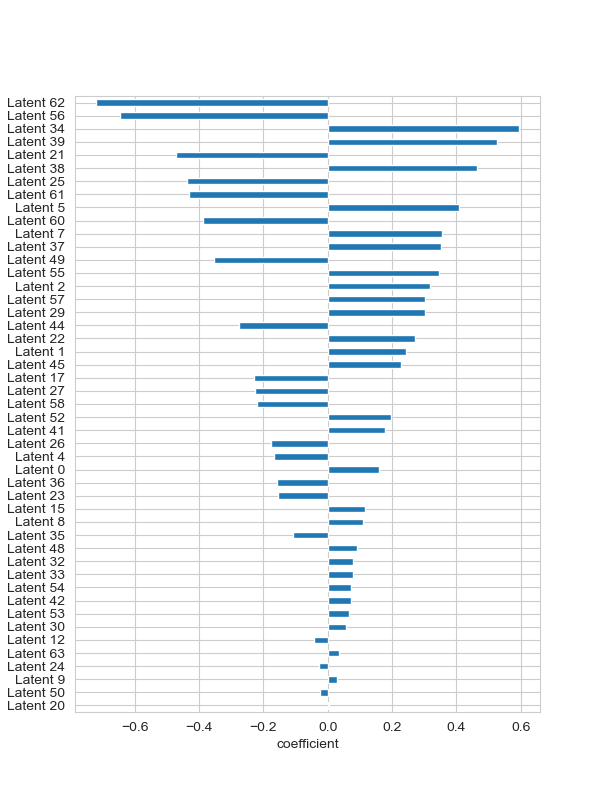 Latent 62
Latent 56
Latent 34
Latent 39
Latent 21
Latent 38
Latent 25
Latent 61
Latent 5
Latent 60
Latent 7
Latent 37
Latent 49
Latent 55
Latent 2
Latent 57
Latent 29
Latent 44
Latent 22
Latent 1
Latent 45
Latent 17
Latent 27
Latent 58
Latent 52
Latent 41
Latent 26
Latent 4
Latent 0
Latent 36
Latent 23
Latent 15
Latent 8
Latent 35
Latent 48
Latent 32
Latent 33
Latent 54
Latent 42
Latent 53
Latent 30
Latent 12
Latent 63
Latent 24
Latent 9
Latent 50
Latent 20
−0.6 −0.4 −0.2 0.0 0.2 0.4 0.6
coefficient